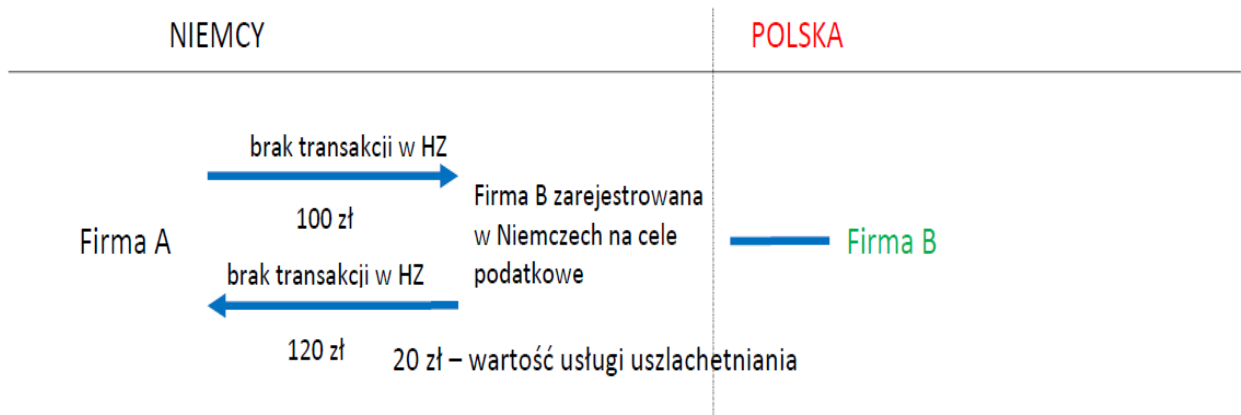 NIEMCY
POLSKA
brak transakcji w HZ
100 zł
Firma A
Firma B zarejestrowana
w Niemczech na cele
podatkowe
Firma B
brak transakcji w HZ
120 zł
20 zł – wartość usługi uszlachetniania